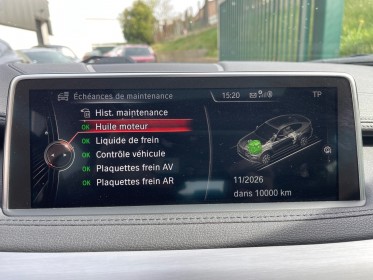 Échéances de maintenance
15:20
TP
Hist. maintenance
OK Huile moteur
OK Liquide de frein
OK Contrôle véhicule
OK Plaquettes frein AV
OK Plaquettes frein AR
11/2026
dans 10000 km